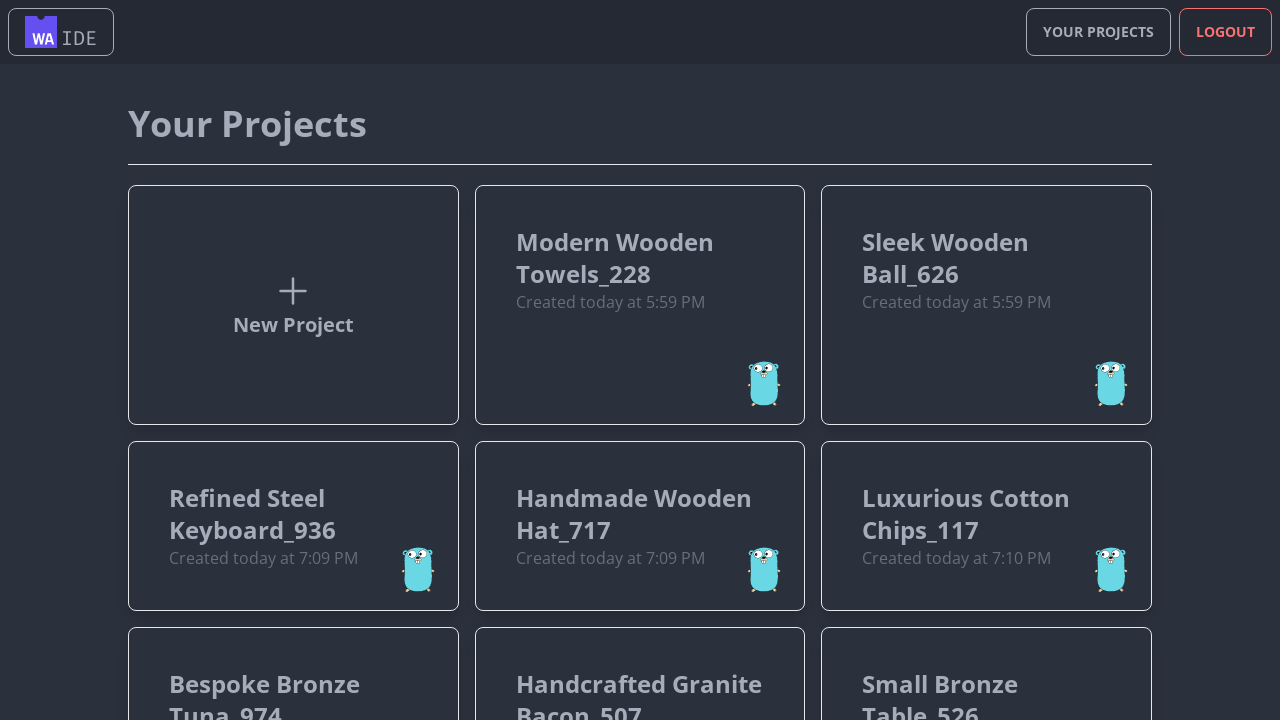 WA IDE
YOUR PROJECTS
LOGOUT
Your Projects
New Project
Modern Wooden
Towels_228
Created today at 5:59 PM
Sleek Wooden
Ball_626
Created today at 5:59 PM
Refined Steel
Keyboard_936
Created today at 7:09 PM
Handmade Wooden
Hat_717
Created today at 7:09 PM
Luxurious Cotton
Chips_117
Created today at 7:10 PM
Bespoke Bronze
Tuna_974
Handcrafted Granite
Bacon_507
Small Bronze
Table_526